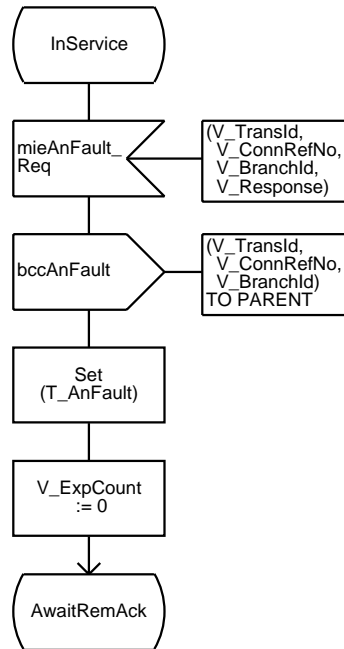 InService
mieAnFault_
Req
(V_TransId,
V_ConnRefNo,
V_BranchId,
V_Response)
bccAnFault
(V_TransId,
V_ConnRefNo,
V_BranchId)
TO PARENT
Set
(T_AnFault)
V_ExpCount
:= 0
AwaitRemAck